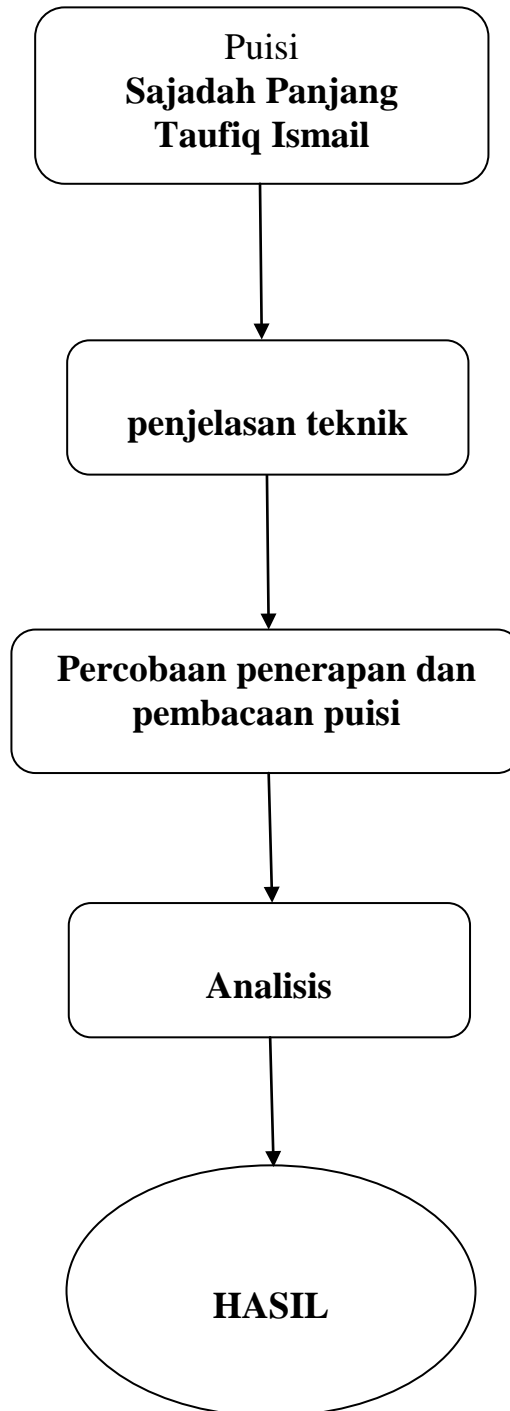 Puisi
Sajadah Panjang
Taufiq Ismail
penjelasan teknik
Percobaan penerapan dan
pembacaan puisi
Analisis
HASIL